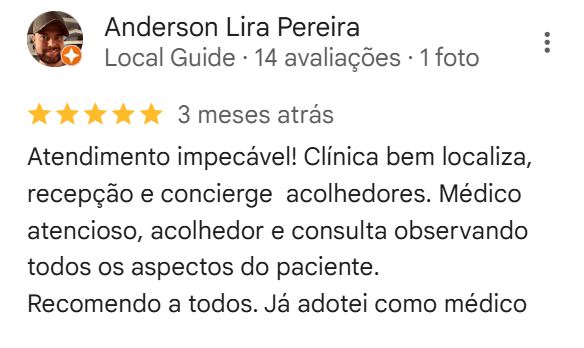 Anderson Lira Pereira
Local Guide · 14 avaliações · 1 foto
3 meses atrás
Atendimento impecável! Clínica bem localiza,
recepção e concierge  acolhedores. Médico
atencioso, acolhedor e consulta observando
todos os aspectos do paciente.
Recomendo a todos. Já adotei como médico